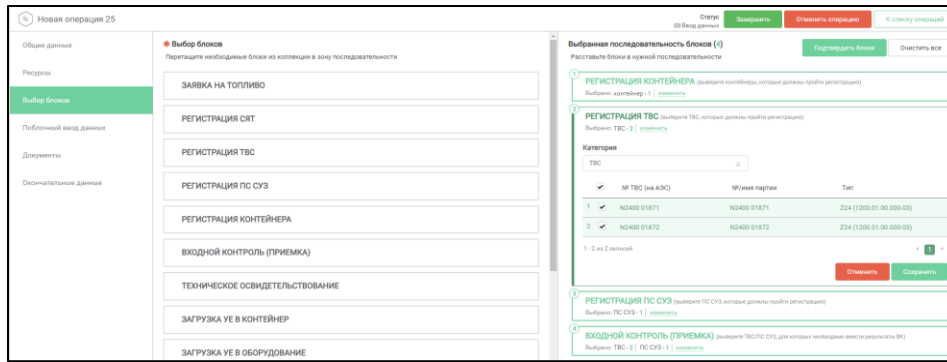 Новая операция 25
Статус
Ввод данных
Завершить
Отменить операцию
К списку операций
Общие данные
Ресурсы
Выбор блоков
Поблочный ввод данных
Документы
Окончательные данные
✱ Выбор блоков
Перетащите необходимые блоки из коллекции в зону последовательности
ЗАЯВКА НА ТОПЛИВО
РЕГИСТРАЦИЯ СЯТ
РЕГИСТРАЦИЯ ТВС
РЕГИСТРАЦИЯ ПС СУЗ
РЕГИСТРАЦИЯ КОНТЕЙНЕРА
ВХОДНОЙ КОНТРОЛЬ (ПРИЕМКА)
ТЕХНИЧЕСКОЕ ОСВИДЕТЕЛЬСТВОВАНИЕ
ЗАГРУЗКА УЕ В КОНТЕЙНЕР
ЗАГРУЗКА УЕ В ОБОРУДОВАНИЕ
Выбранная последовательность блоков (4)
Расставьте блоки в нужной последовательности
Подтвердить блоки
Очистить все
1
РЕГИСТРАЦИЯ КОНТЕЙНЕРА (выберите контейнеры, которые должны пройти регистрацию)
Выбрано: контейнер - 1 | изменить
2
РЕГИСТРАЦИЯ ТВС (выберите ТВС, которые должны пройти регистрацию)
Выбрано: ТВС - 2 | изменить
Категория
ТВС
№ ТВС (на АЭС) №/имя партии Тип
1 N2400 01871 N2400 01871 Z24 (1200.01.00.000-03)
2 N2400 01872 N2400 01872 Z24 (1200.01.00.000-03)
1 - 2 из 2 записей < 1 >
Отменить
Сохранить
3
РЕГИСТРАЦИЯ ПС СУЗ (выберите ПС СУЗ, которые должны пройти регистрацию)
Выбрано: ПС СУЗ - 1 | изменить
4
ВХОДНОЙ КОНТРОЛЬ (ПРИЕМКА) (выберите ТВС/ПС СУЗ, для которых необходимо ввести результаты ВК)
Выбрано: ТВС - 2 | ПС СУЗ - 1 | изменить